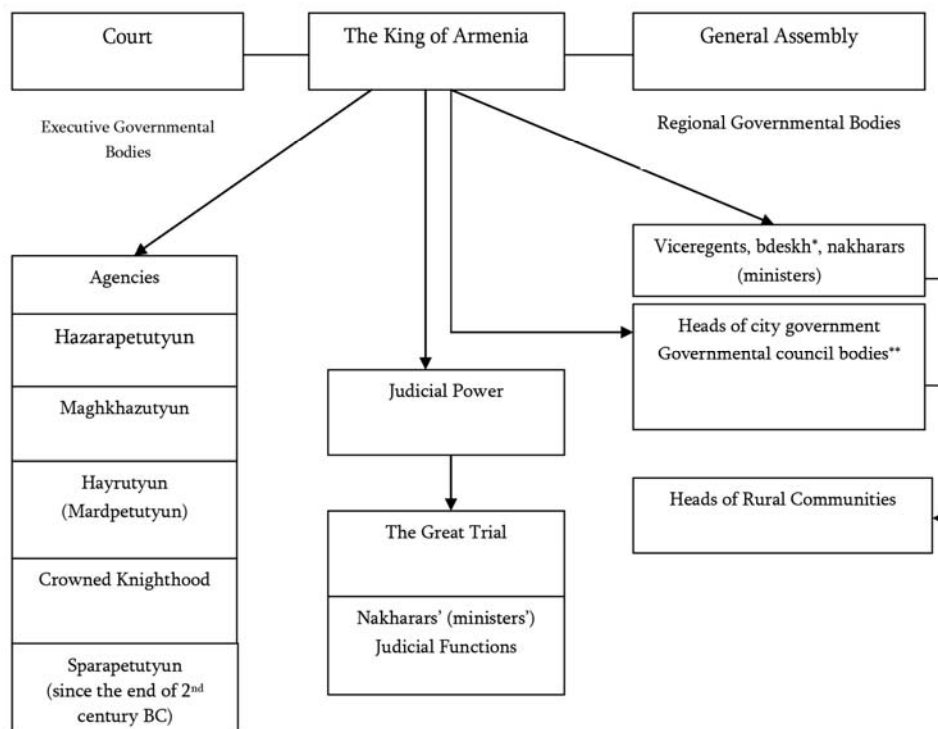 Court
The King of Armenia
General Assembly
Executive Governmental
Bodies
Regional Governmental Bodies
Agencies
Hazarapetutyun
Maghkhazutyun
Hayrutyun
(Mardpetutyun)
Crowned Knighthood
Sparapetutyun
(since the end of 2nd
century BC)
Judicial Power
The Great Trial
Nakharars’ (ministers’)
Judicial Functions
Viceregents, bdeskh*, nakharars
(ministers)
Heads of city government
Governmental council bodies**
Heads of Rural Communities